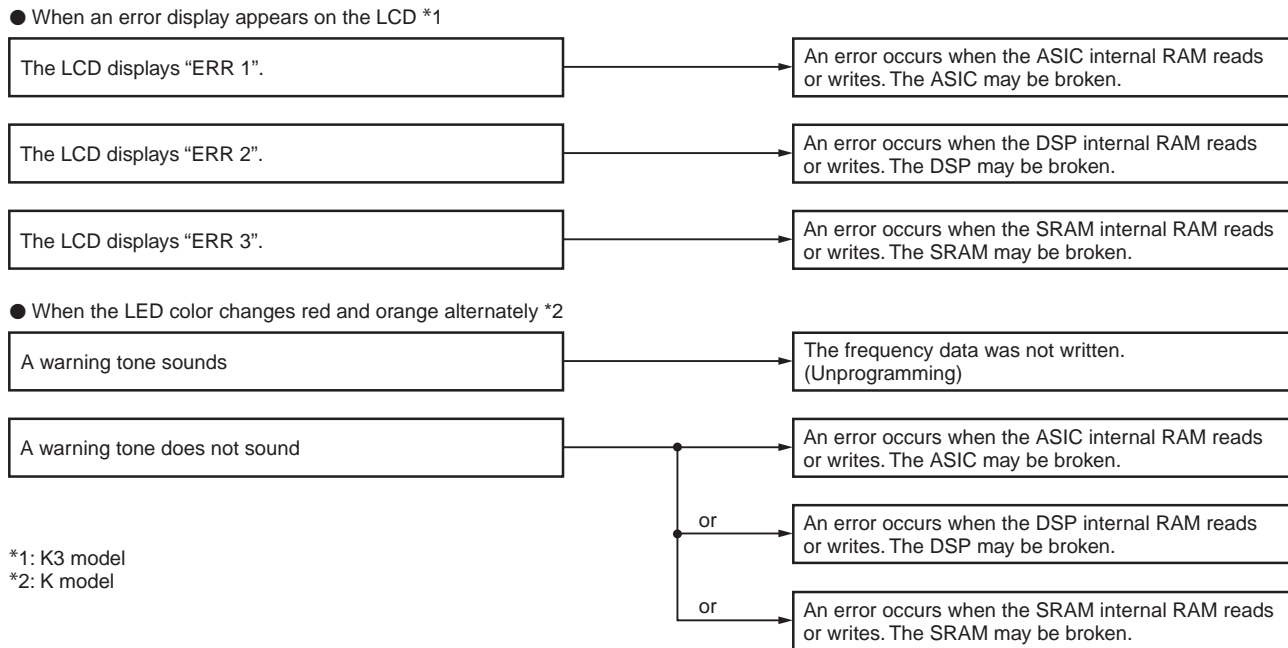 ● When an error display appears on the LCD *1
The LCD displays “ERR 1”.
An error occurs when the ASIC internal RAM reads
or writes. The ASIC may be broken.
The LCD displays “ERR 2”.
An error occurs when the DSP internal RAM reads
or writes. The DSP may be broken.
The LCD displays “ERR 3”.
An error occurs when the SRAM internal RAM reads
or writes. The SRAM may be broken.
● When the LED color changes red and orange alternately *2
A warning tone sounds
The frequency data was not written.
(Unprogramming)
A warning tone does not sound
An error occurs when the ASIC internal RAM reads
or writes. The ASIC may be broken.
or
An error occurs when the DSP internal RAM reads
or writes. The DSP may be broken.
or
An error occurs when the SRAM internal RAM reads
or writes. The SRAM may be broken.
*1: K3 model
*2: K model